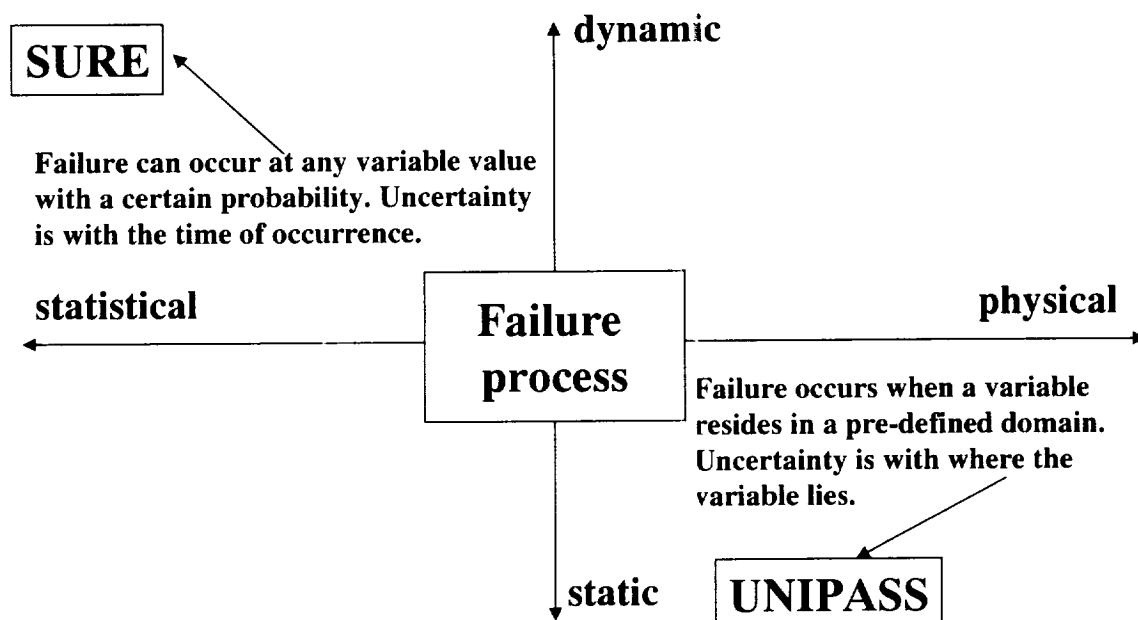 dynamic
SURE
Failure can occur at any variable value
with a certain probability. Uncertainty
is with the time of occurrence.
statistical
Failure
process
physical
Failure occurs when a variable
resides in a pre-defined domain.
Uncertainty is with where the
variable lies.
static
UNIPASS